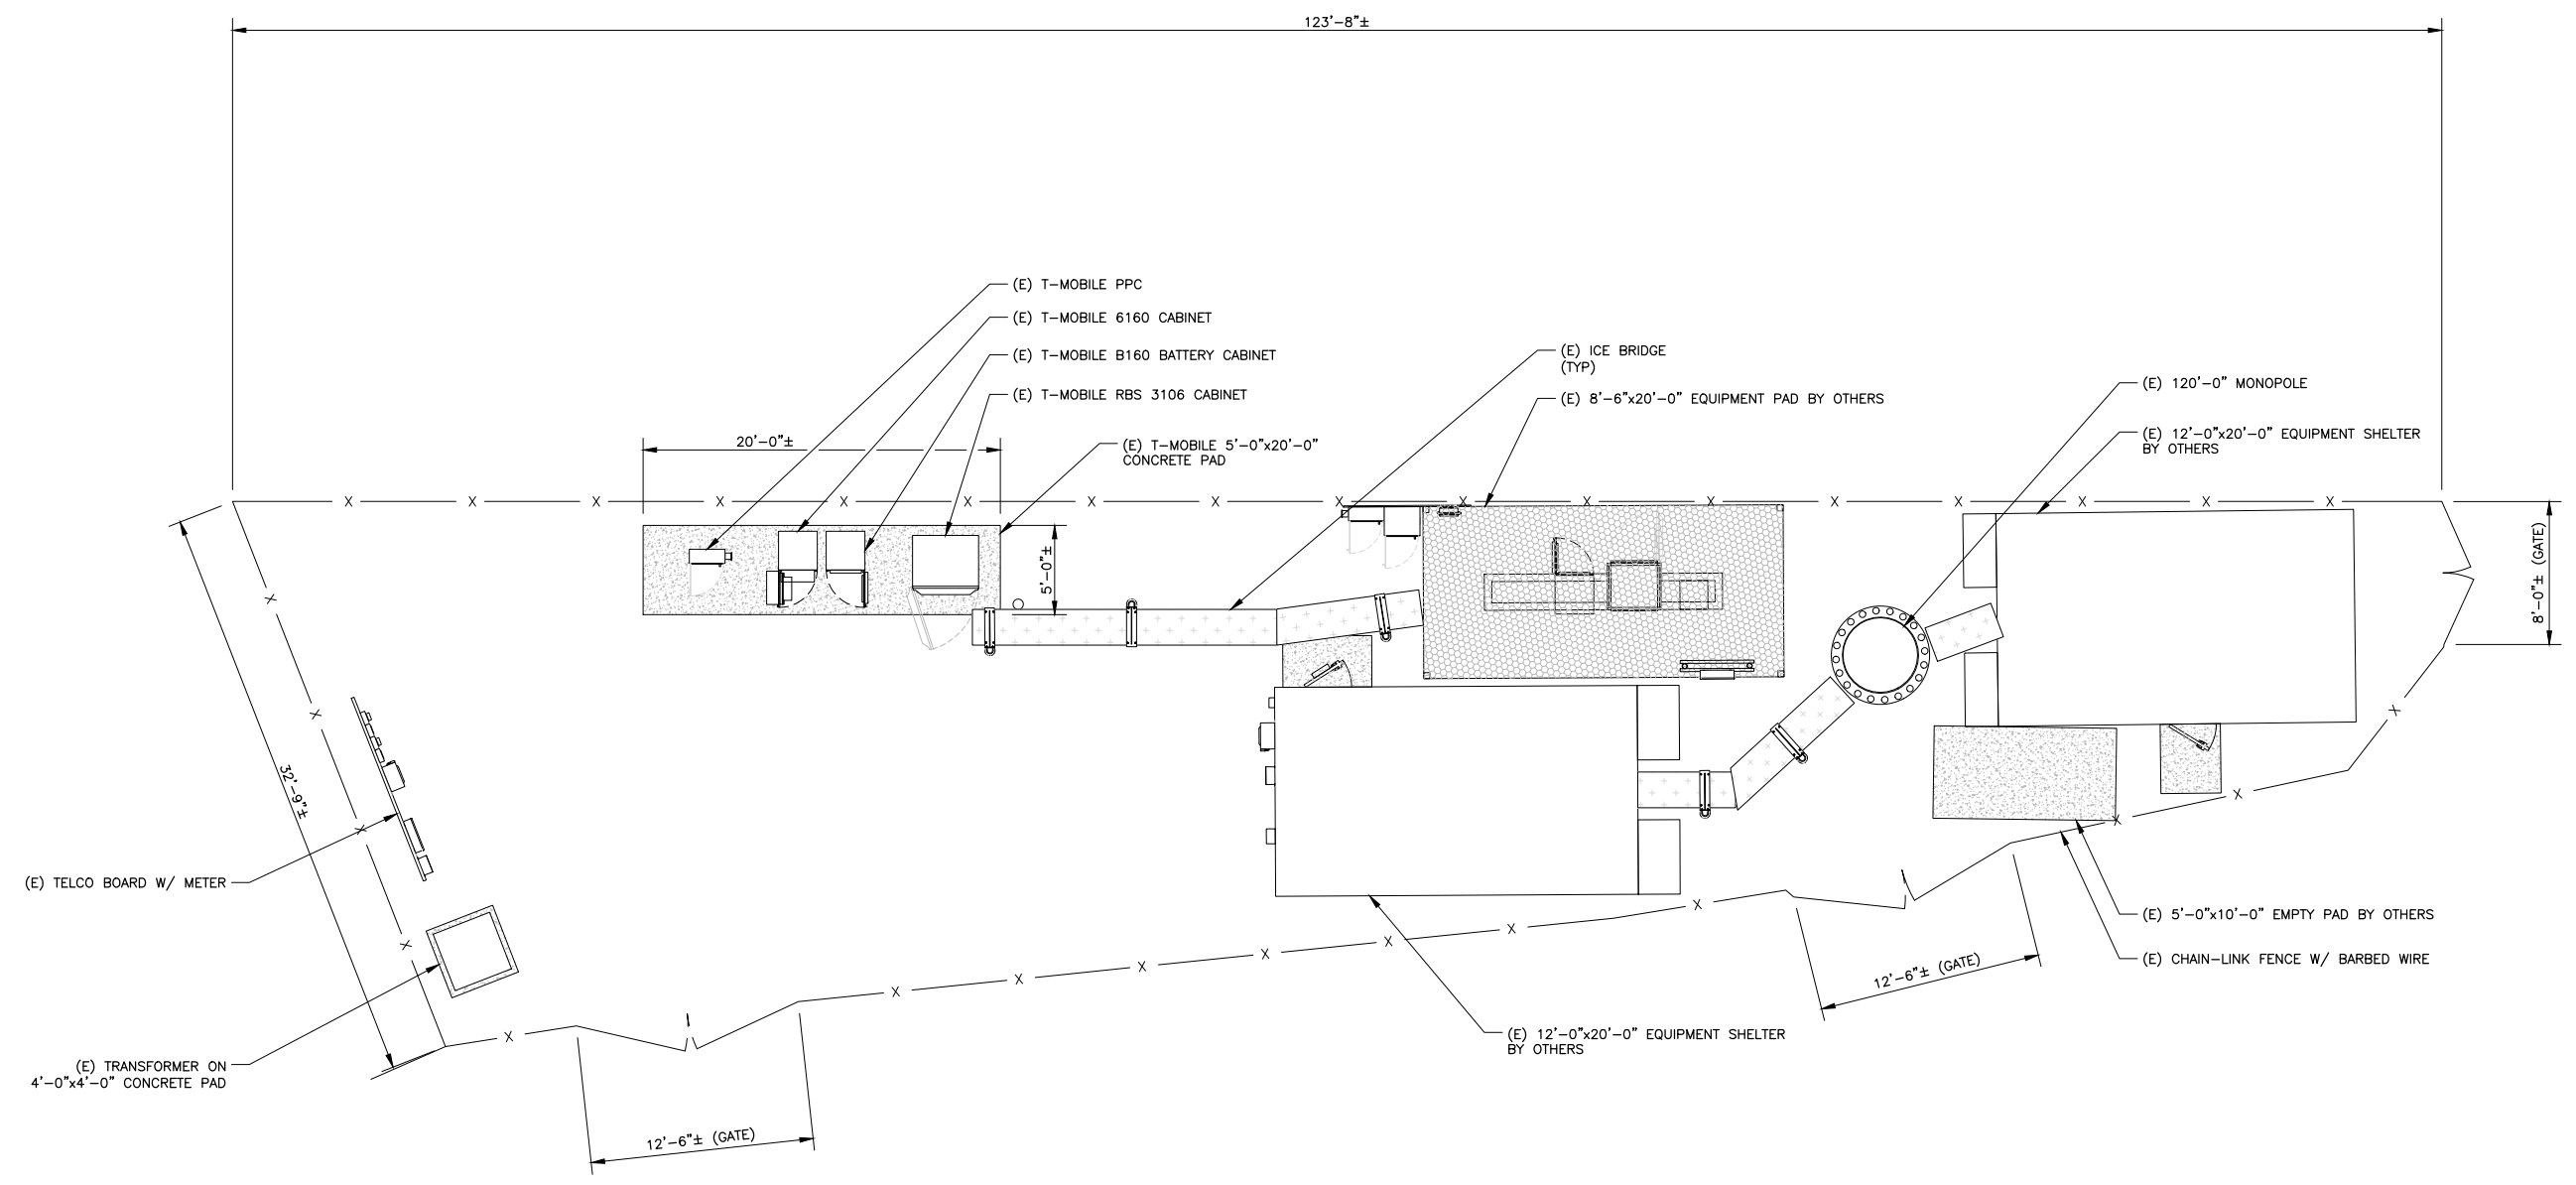 123'-8"±
(E) T-MOBILE PPC
(E) T-MOBILE 6160 CABINET
(E) T-MOBILE B160 BATTERY CABINET
(E) T-MOBILE RBS 3106 CABINET
(E) ICE BRIDGE
(TYP)
(E) 8'-6"x20'-0" EQUIPMENT PAD BY OTHERS
(E) 120'-0" MONOPOLE
(E) 12'-0"x20'-0" EQUIPMENT SHELTER
BY OTHERS
20'-0"±
(E) T-MOBILE 5'-0"x20'-0"
CONCRETE PAD
5'-0"±
8'-0"± (GATE)
32'-9"±
(E) TELCO BOARD W/ METER
(E) TRANSFORMER ON
4'-0"x4'-0" CONCRETE PAD
12'-6"± (GATE)
(E) 12'-0"x20'-0" EQUIPMENT SHELTER
BY OTHERS
12'-6"± (GATE)
(E) 5'-0"x10'-0" EMPTY PAD BY OTHERS
(E) CHAIN-LINK FENCE W/ BARBED WIRE